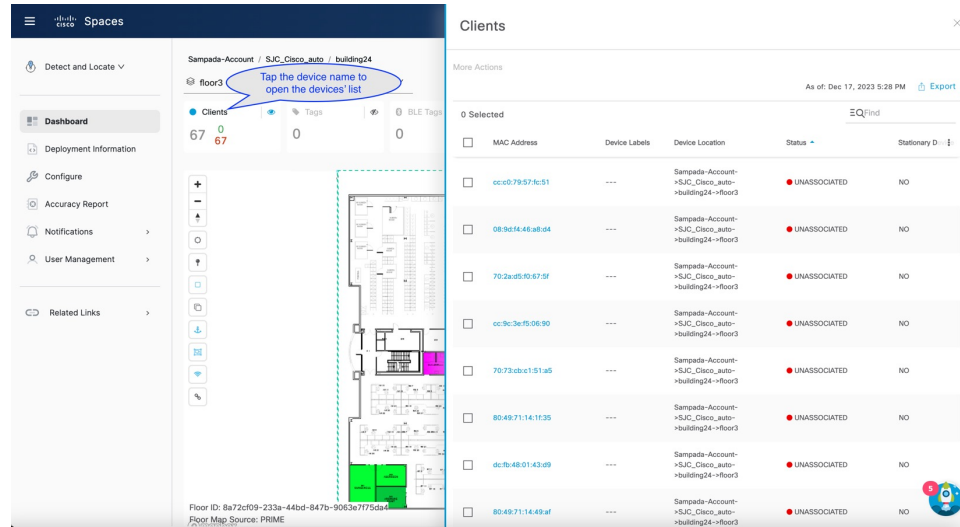 cisco Spaces
Detect and Locate
Dashboard
Deployment Information
Configure
Accuracy Report
Notifications
User Management
Related Links
Sampada-Account / SJC_Cisco_auto / building24
floor3
Tap the device name to
open the devices' list
Clients
67 0
67
Tags
0
BLE Tags
0
Floor ID: 8a72cf09-233a-44bd-847b-9063e7f75da4
Floor Map Source: PRIME
Clients
More Actions
As of: Dec 17, 2023 5:28 PM Export
0 Selected
Find
MAC Address Device Labels Device Location Status Stationary D
cc:c0:79:57:fc:51 --- Sampada-Account-
>SJC_Cisco_auto-
>building24->floor3 UNASSOCIATED NO
08:9d:f4:46:a8:d4 --- Sampada-Account-
>SJC_Cisco_auto-
>building24->floor3 UNASSOCIATED NO
70:2a:d5:f0:67:5f --- Sampada-Account-
>SJC_Cisco_auto-
>building24->floor3 UNASSOCIATED NO
cc:9c:3e:f5:06:90 --- Sampada-Account-
>SJC_Cisco_auto-
>building24->floor3 UNASSOCIATED NO
70:73:cb:c1:51:a5 --- Sampada-Account-
>SJC_Cisco_auto-
>building24->floor3 UNASSOCIATED NO
80:49:71:14:1f:35 --- Sampada-Account-
>SJC_Cisco_auto-
>building24->floor3 UNASSOCIATED NO
dc:fb:48:01:43:d9 --- Sampada-Account-
>SJC_Cisco_auto-
>building24->floor3 UNASSOCIATED NO
80:49:71:14:49:af --- Sampada-Account-
>SJC_Cisco_auto-
>building24->floor3 UNASSOCIATED NO
5